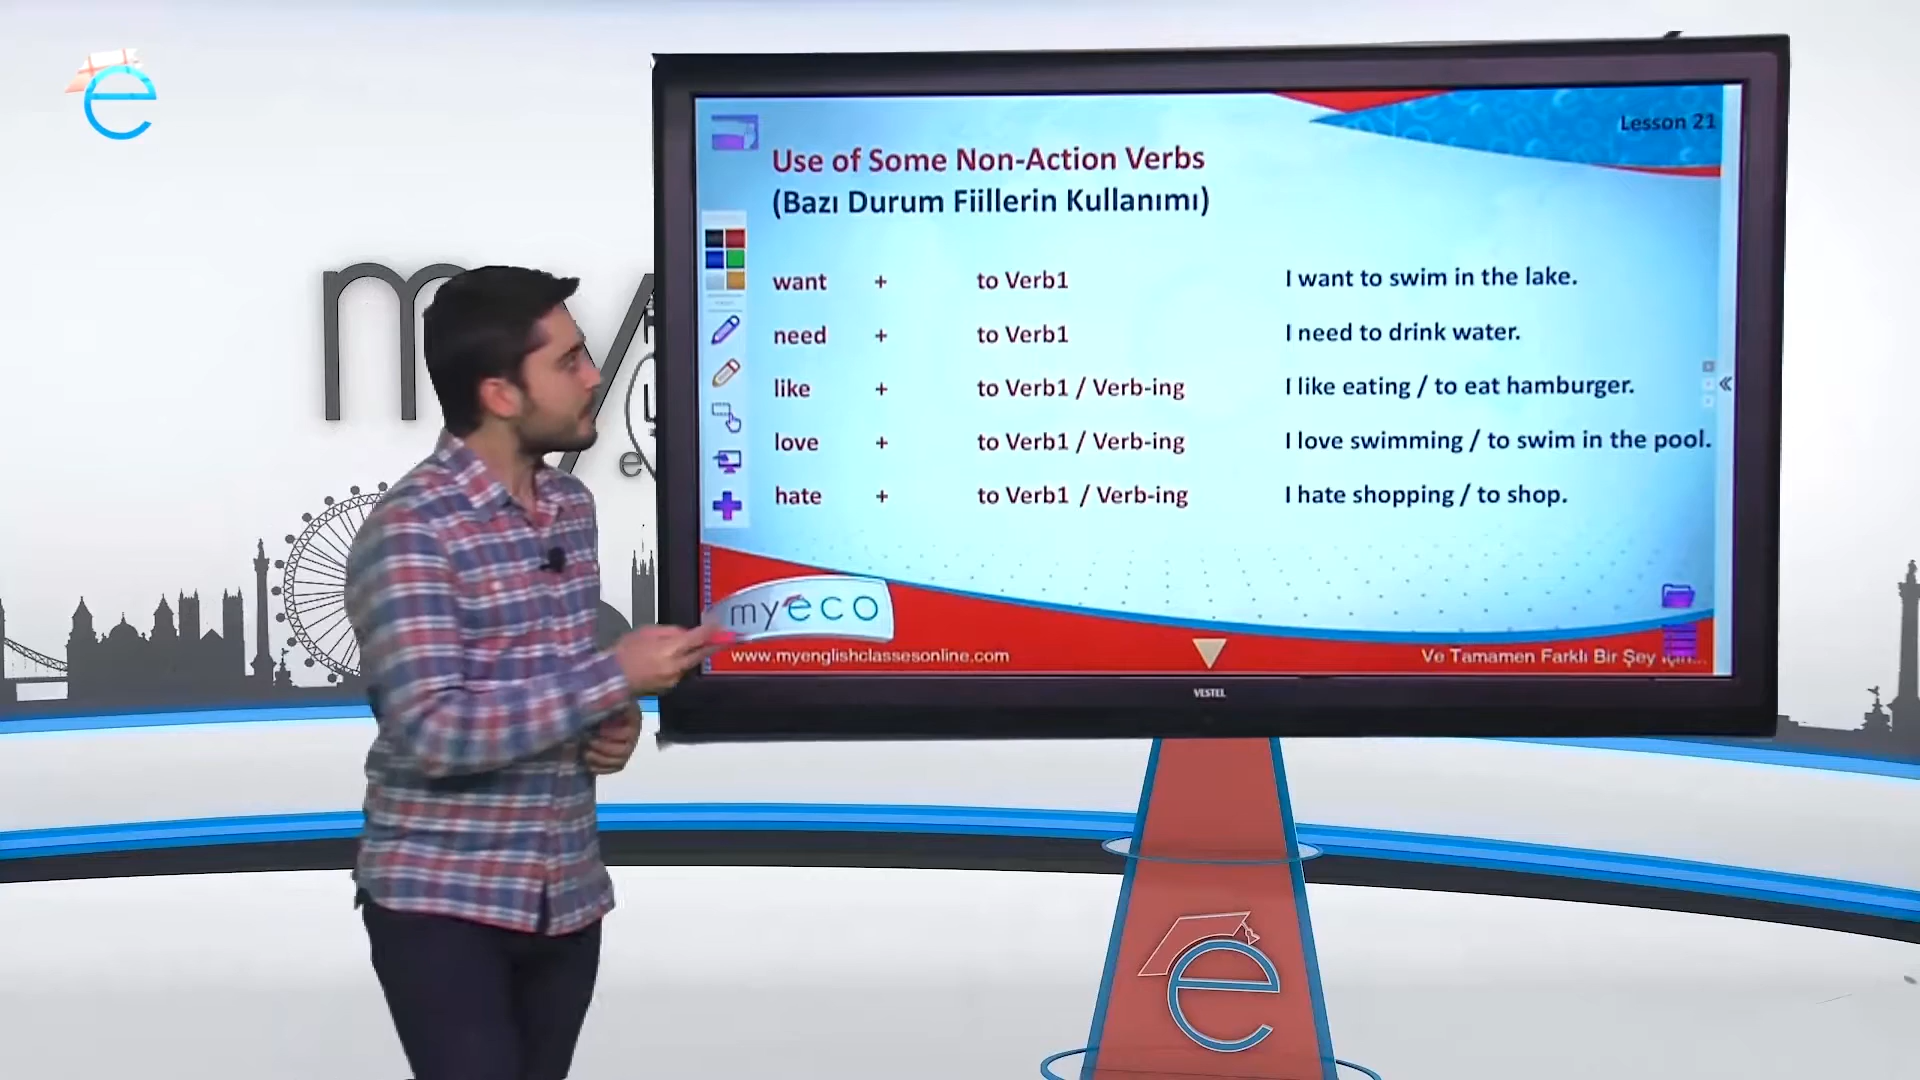 Lesson 21
Use of Some Non-Action Verbs
(Bazı Durum Fiillerin Kullanımı)
want + to Verb1 I want to swim in the lake.
need + to Verb1 I need to drink water.
like + to Verb1 / Verb-ing I like eating / to eat hamburger.
love + to Verb1 / Verb-ing I love swimming / to swim in the pool.
hate + to Verb1 / Verb-ing I hate shopping / to shop.
myeco
www.myenglishclassesonline.com
Ve Tamamen Farklı Bir Şey
VESTEL
my
e
e
e